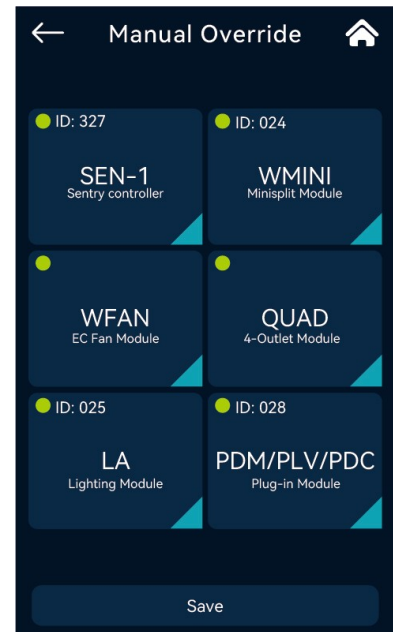 Manual Override
ID: 327
SEN-1
Sentry controller
ID: 024
WMINI
Minisplit Module
WFAN
EC Fan Module
QUAD
4-Outlet Module
ID: 025
LA
Lighting Module
ID: 028
PDM/PLV/PDC
Plug-in Module
Save